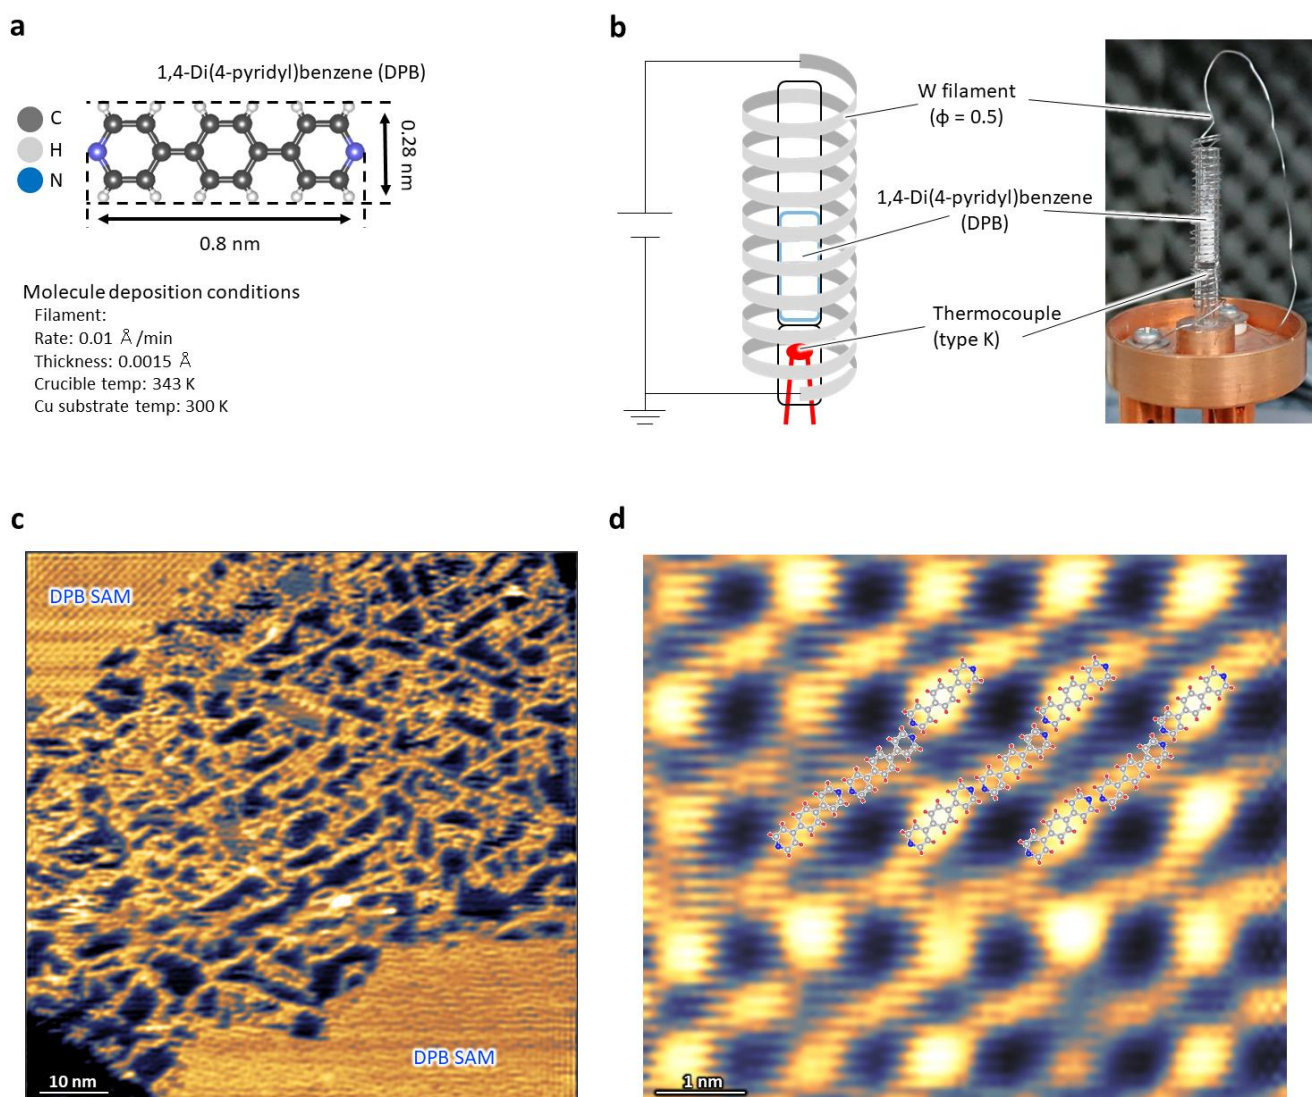 a
1,4-Di(4-pyridyl)benzene (DPB)
C
H
N
0.28 nm
0.8 nm
Molecule deposition conditions
Filament:
Rate: 0.01 Å/min
Thickness: 0.0015 Å
Crucible temp: 343 K
Cu substrate temp: 300 K
b
W filament
(ϕ = 0.5)
1,4-Di(4-pyridyl)benzene
(DPB)
Thermocouple
(type K)
c
DPB SAM
DPB SAM
10 nm
d
1 nm